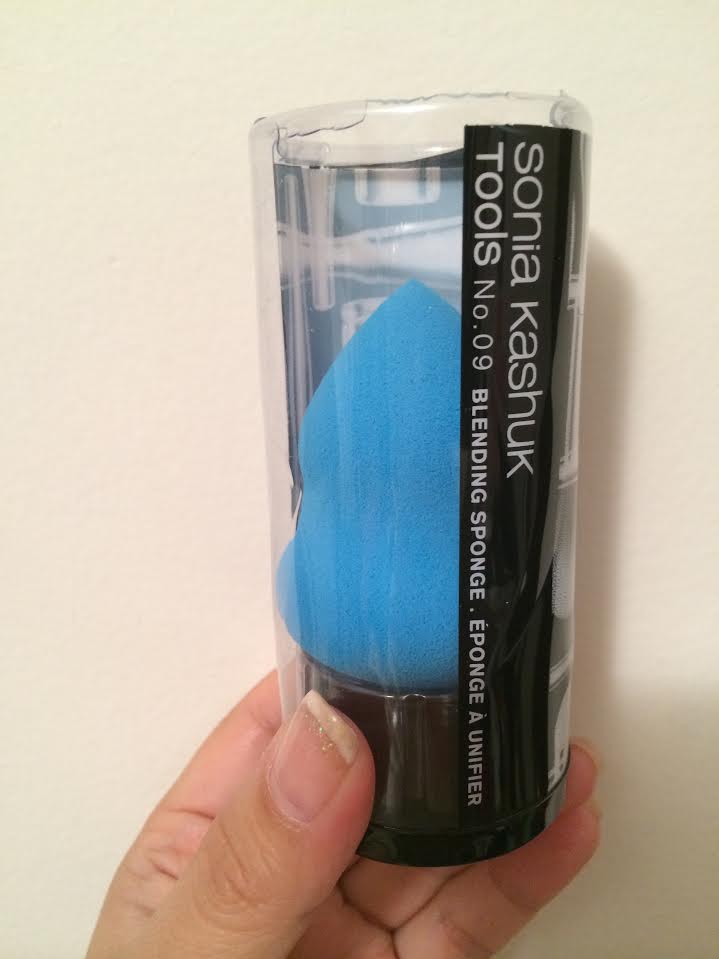 sonia kashuk
Tools No.09 BLENDING SPONGE . ÉPONGE À UNIFIER